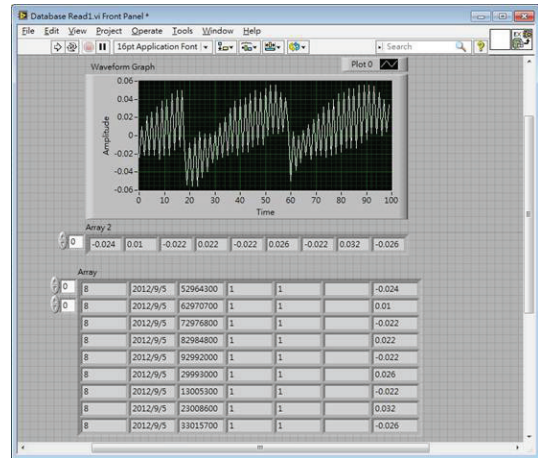 Database Read1.vi Front Panel *
File Edit View Project Operate Tools Window Help
16pt Application Font Search
Waveform Graph Plot 0
Amplitude
0.06
0.04
0.02
0
-0.02
-0.04
-0.06
0 10 20 30 40 50 60 70 80 90 100
Time
Array 2
0 -0.024 0.01 -0.022 0.022 -0.022 0.026 -0.022 0.032 -0.026
Array
0 8 2012/9/5 52964300 1 1 -0.024
0 8 2012/9/5 62970700 1 1 0.01
8 2012/9/5 72976800 1 1 -0.022
8 2012/9/5 82984800 1 1 0.022
8 2012/9/5 92992000 1 1 -0.022
8 2012/9/5 29993000 1 1 0.026
8 2012/9/5 13005300 1 1 -0.022
8 2012/9/5 23008600 1 1 0.032
8 2012/9/5 33015700 1 1 -0.026